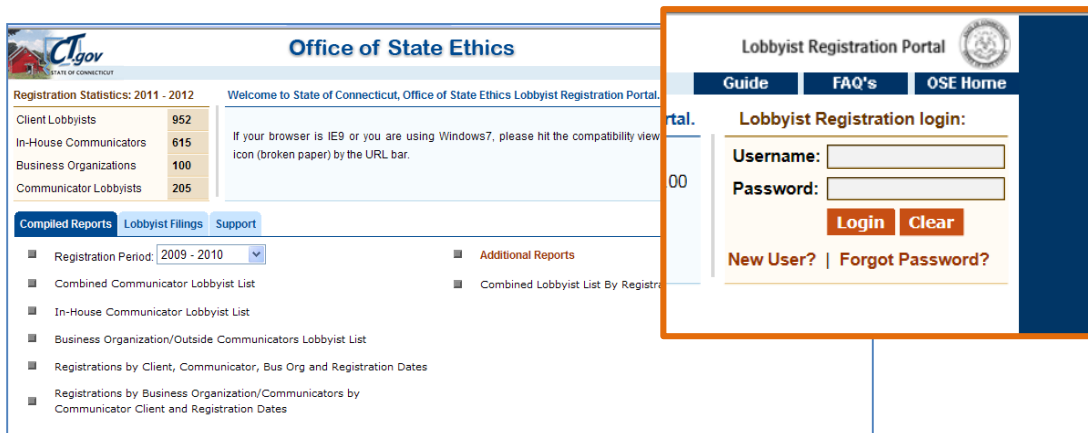 CT.gov
STATE OF CONNECTICUT
Office of State Ethics
Registration Statistics: 2011 - 2012
Client Lobbyists 952
In-House Communicators 615
Business Organizations 100
Communicator Lobbyists 205
Welcome to State of Connecticut, Office of State Ethics Lobbyist Registration Portal.
If your browser is IE9 or you are using Windows7, please hit the compatibility view
icon (broken paper) by the URL bar.
Compiled Reports Lobbyist Filings Support
Registration Period: 2009 - 2010
Combined Communicator Lobbyist List
In-House Communicator Lobbyist List
Business Organization/Outside Communicators Lobbyist List
Registrations by Client, Communicator, Bus Org and Registration Dates
Registrations by Business Organization/Communicators by
Communicator Client and Registration Dates
Additional Reports
Combined Lobbyist List By Registra
Lobbyist Registration Portal
Guide FAQ's OSE Home
rtal.
:00
Lobbyist Registration login:
Username:
Password:
Login Clear
New User? | Forgot Password?